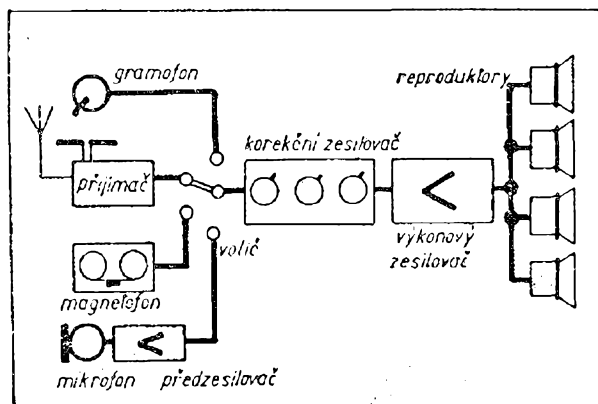 gramofon
reproduktory
korekční zesilovač
přijímač
volič
výkonový
zesilovač
magnetofon
mikrofon
předzesilovač